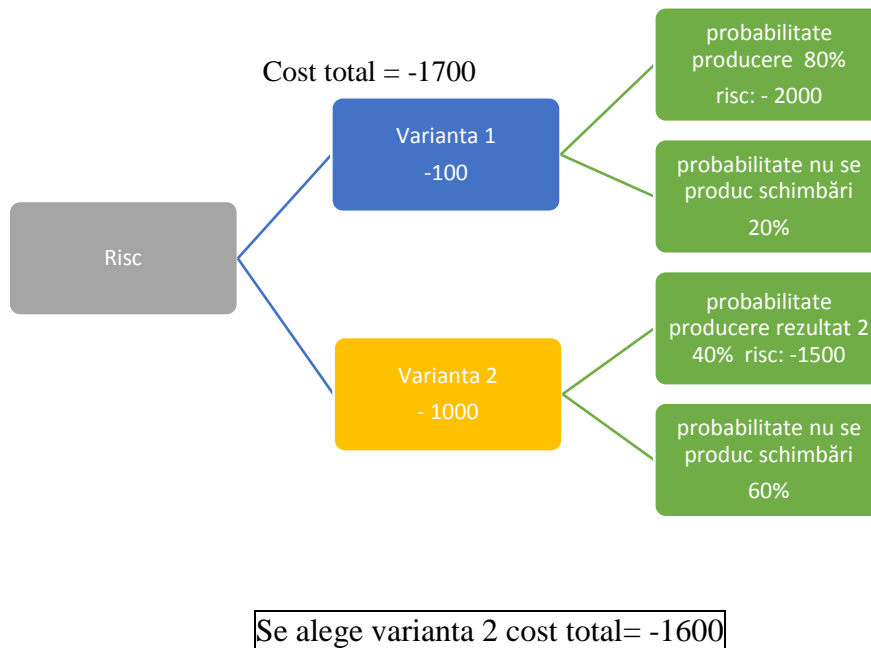 Cost total = -1700
Risc
Varianta 1
-100
probabilitate
producere 80%
risc: - 2000
probabilitate nu se
produc schimbări
20%
Varianta 2
- 1000
probabilitate
producere rezultat 2
40% risc: -1500
probabilitate nu se
produc schimbări
60%
Se alege varianta 2 cost total= -1600